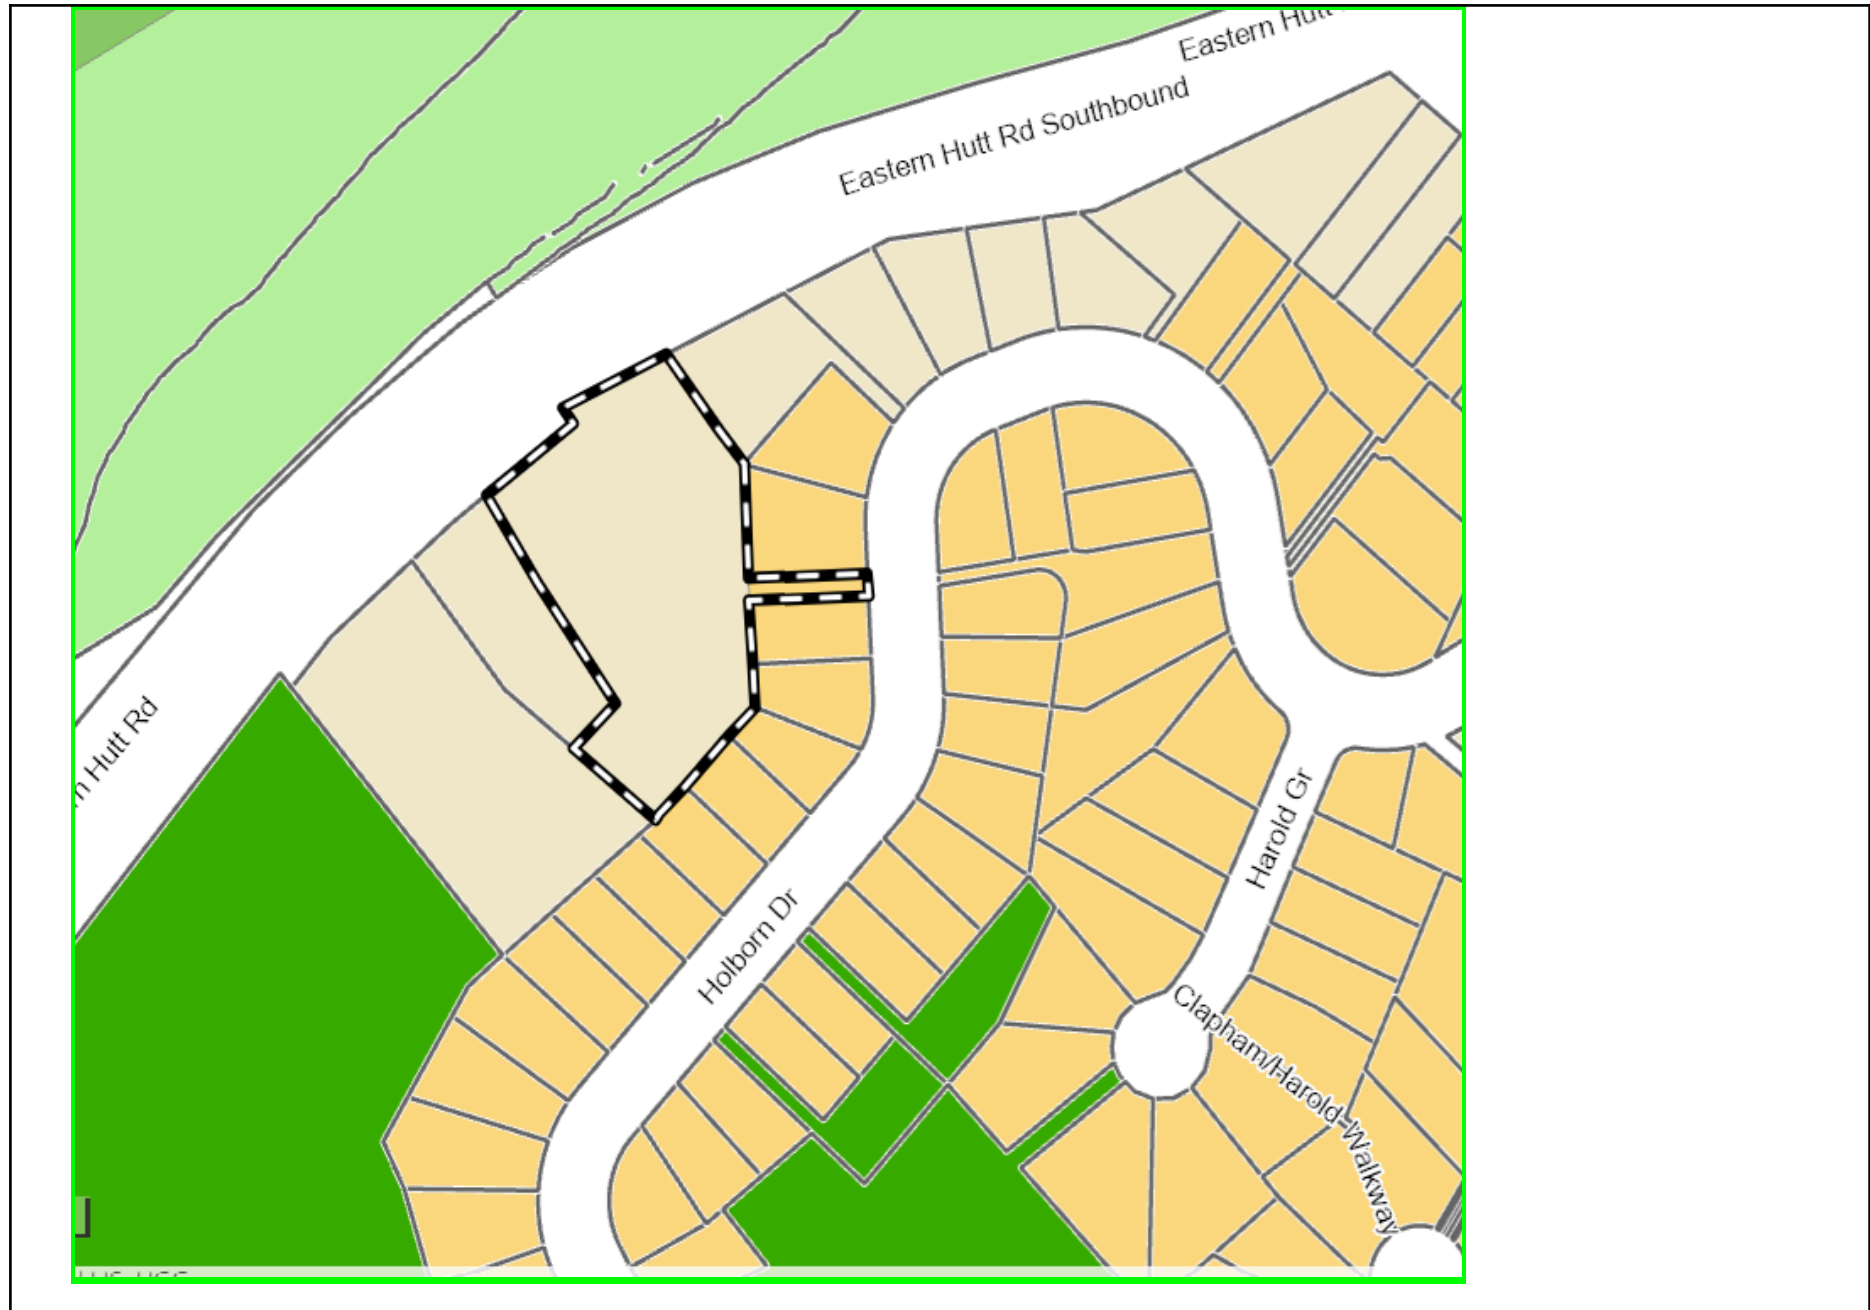 Eastern Hutt
Eastern Hutt Rd Southbound
Hutt Rd
Harold Gr
Holborn Dr
Clapham/Harold-Walkway